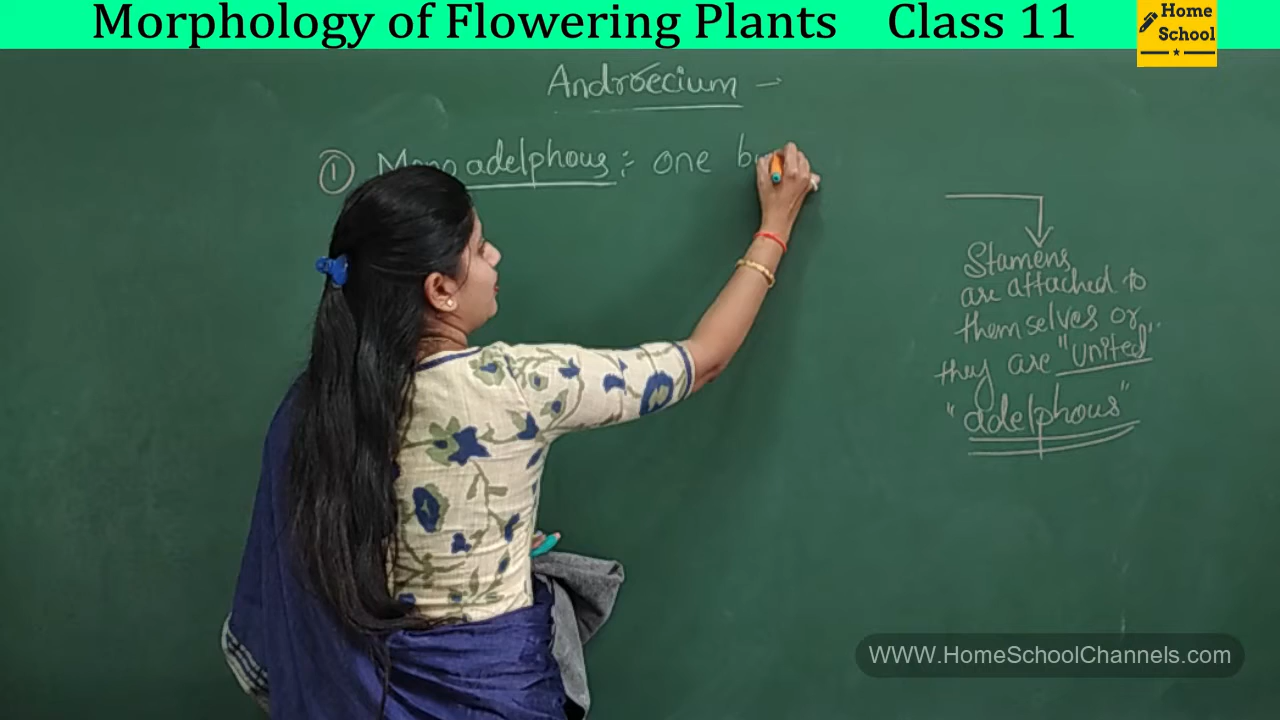 Morphology of Flowering Plants Class 11
Home
School
Androecium →
① Mono adelphous : one
Stamens
are attached to
themselves or
they are "united"
"adelphous"
WWW.HomeSchoolChannels.com